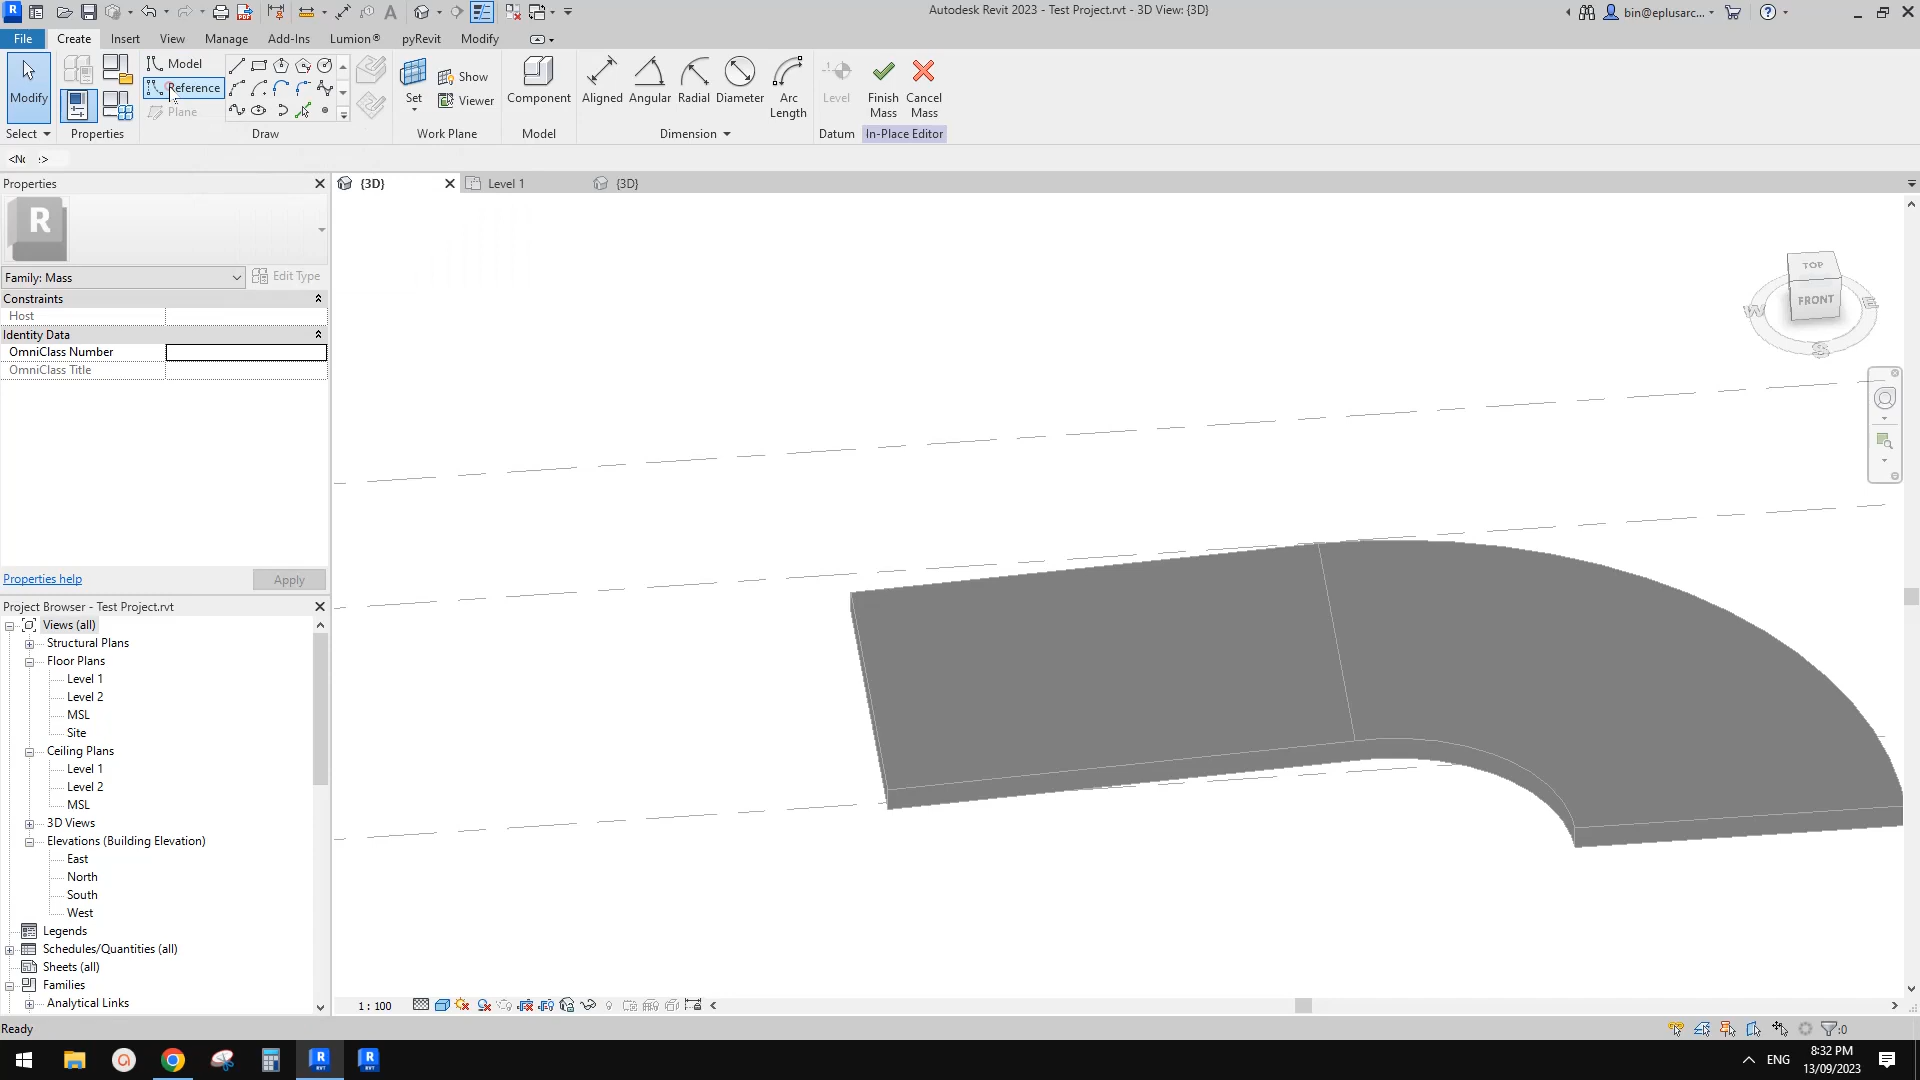 Autodesk Revit 2023 - Test Project.rvt - 3D View: {3D}
bin@eplusarc...
File
Create
Insert
View
Manage
Add-Ins
Lumion®
pyRevit
Modify
Modify
Model
Reference
Plane
Set
Show
Viewer
Component
Aligned
Angular
Radial
Diameter
Arc
Length
Level
Finish
Mass
Cancel
Mass
Select
Properties
Draw
Work Plane
Model
Dimension
Datum
In-Place Editor
Properties
{3D}
Level 1
{3D}
R
Family: Mass
Edit Type
Constraints
Host
Identity Data
OmniClass Number
OmniClass Title
Properties help
Apply
Project Browser - Test Project.rvt
Views (all)
Structural Plans
Floor Plans
Level 1
Level 2
MSL
Site
Ceiling Plans
Level 1
Level 2
MSL
3D Views
Elevations (Building Elevation)
East
North
South
West
Legends
Schedules/Quantities (all)
Sheets (all)
Families
Analytical Links
TOP
FRONT
W
E
S
1 : 100
Ready
:0
ENG
8:32 PM
13/09/2023